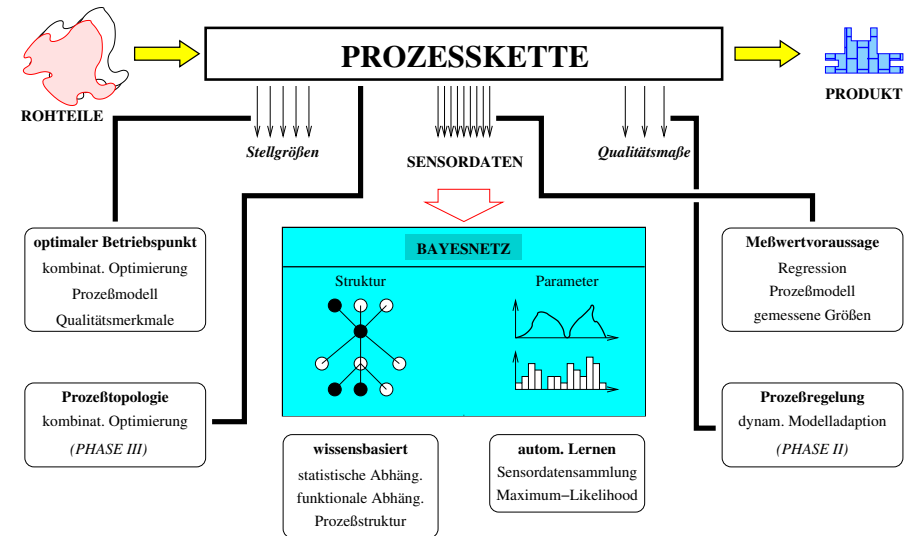 PROZESSKETTE
ROHTEILE
PRODUKT
Stellgrößen
SENSORDATEN
Qualitätsmaße
optimaler Betriebspunkt
kombinat. Optimierung
Prozeßmodell
Qualitätsmerkmale
BAYESNETZ
Struktur
Parameter
Meßwertvoraussage
Regression
Prozeßmodell
gemessene Größen
Prozeßtopologie
kombinat. Optimierung
(PHASE III)
Prozeßregelung
dynam. Modelladaption
(PHASE II)
wissensbasiert
statistische Abhäng.
funktionale Abhäng.
Prozeßstruktur
autom. Lernen
Sensordatensammlung
Maximum−Likelihood